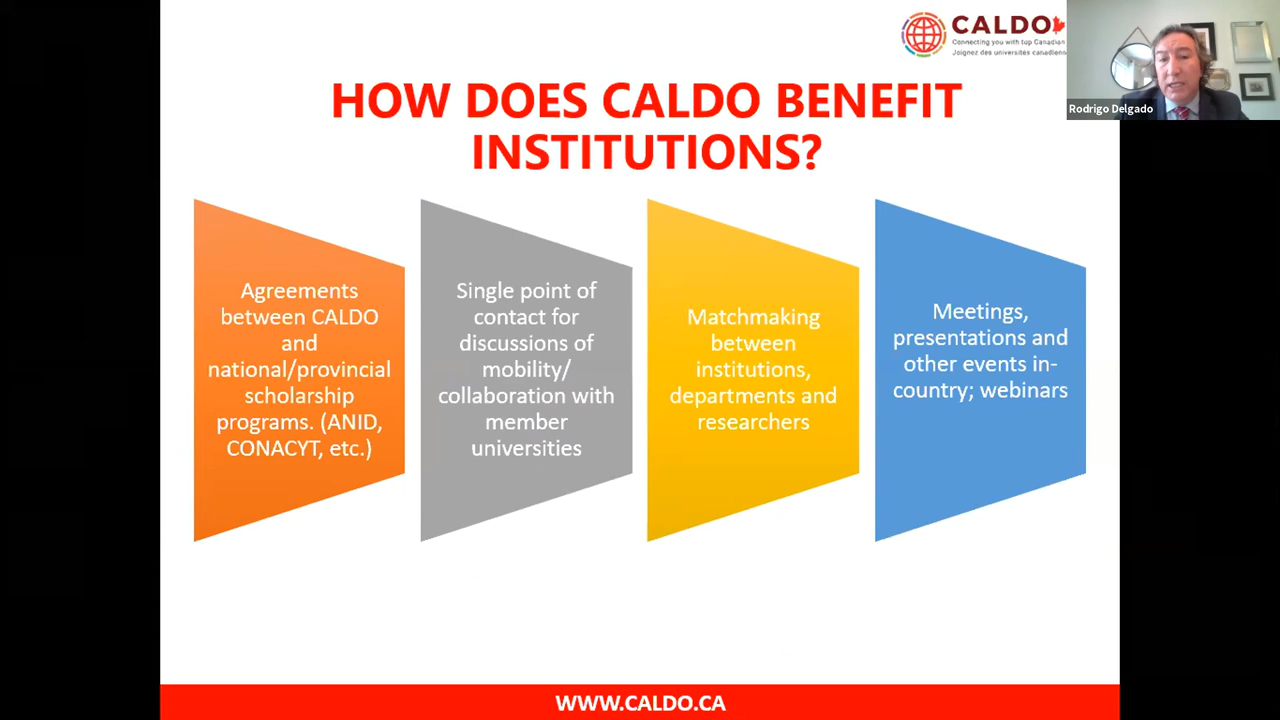 CALDO
Connecting you with top Canadian
Joignez des universités canadienne
Rodrigo Delgado
HOW DOES CALDO BENEFIT
INSTITUTIONS?
Agreements
between CALDO
and
national/provincial
scholarship
programs. (ANID,
CONACYT, etc.)
Single point of
contact for
discussions of
mobility/
collaboration with
member
universities
Matchmaking
between
institutions,
departments and
researchers
Meetings,
presentations and
other events in-
country; webinars
WWW.CALDO.CA